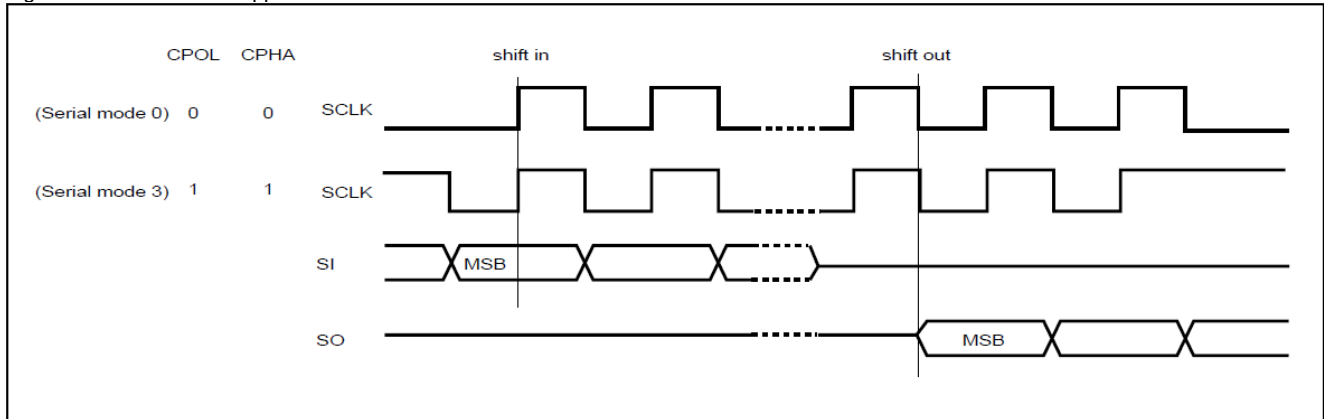 CPOL CPHA shift in shift out
(Serial mode 0) 0 0 SCLK
(Serial mode 3) 1 1 SCLK
SI MSB
SO MSB